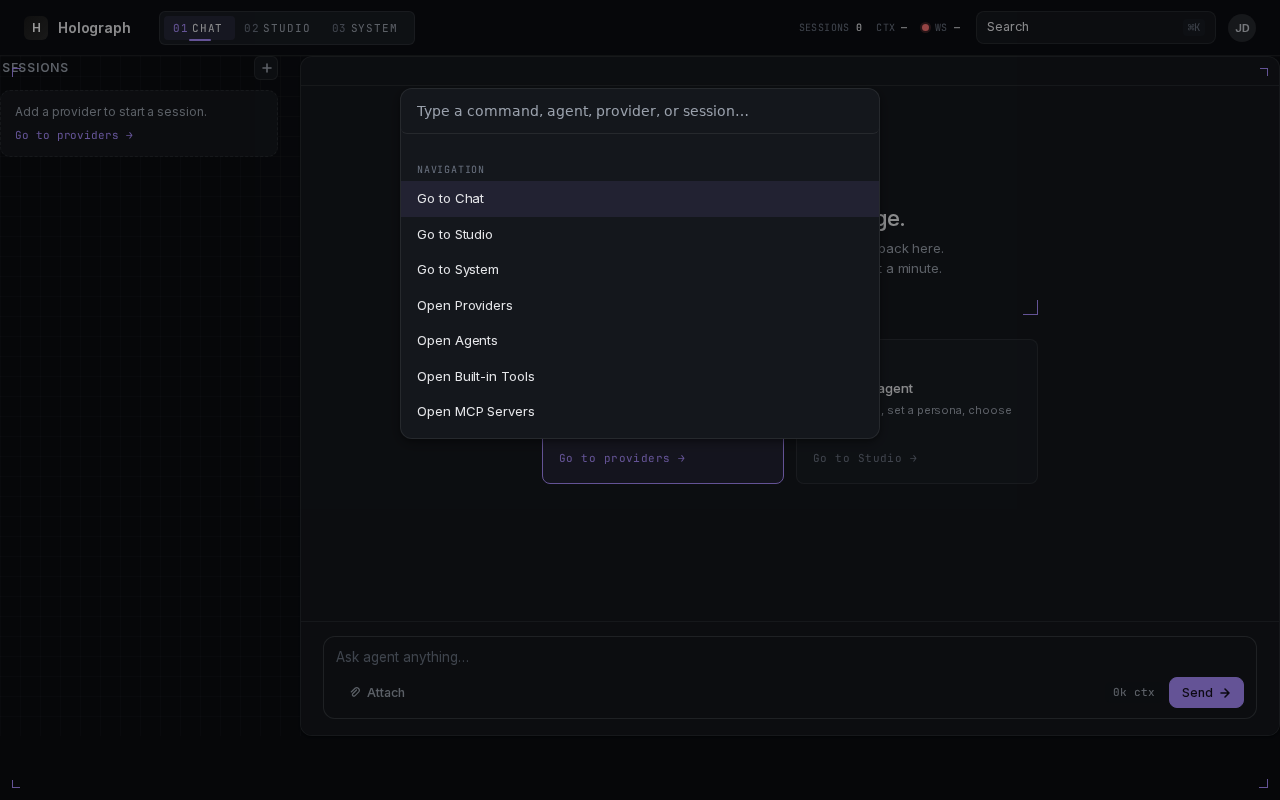 H Holograph
01 CHAT 02 STUDIO 03 SYSTEM
SESSIONS 0 CTX — WS —
Search ⌘K
JD
SESSIONS
+
Add a provider to start a session.
Go to providers →
Type a command, agent, provider, or session...
NAVIGATION
Go to Chat
Go to Studio
Go to System
Open Providers
Open Agents
Open Built-in Tools
Open MCP Servers
back here.
a minute.
agent
, set a persona, choose
Go to providers →
Go to Studio →
Ask agent anything...
Attach
0k ctx
Send →